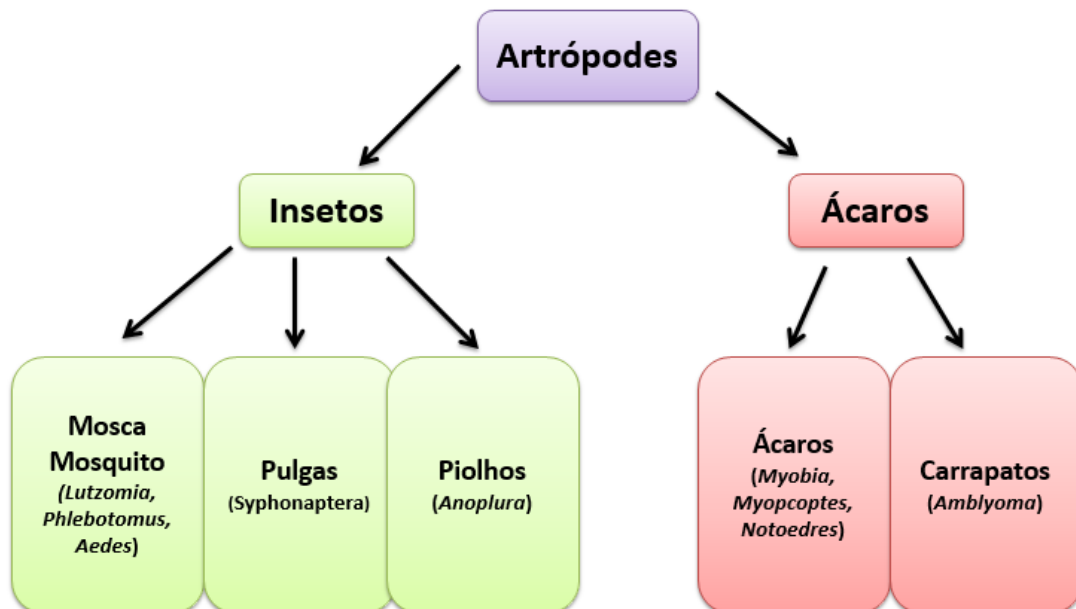 Artrópodes
Insetos
Ácaros
Mosca
Mosquito
(Lutzomia,
Phlebotomus,
Aedes)
Pulgas
(Syphonaptera)
Piolhos
(Anoplura)
Ácaros
(Myobia,
Myopcoptes,
Notoedres)
Carrapatos
(Amblyoma)